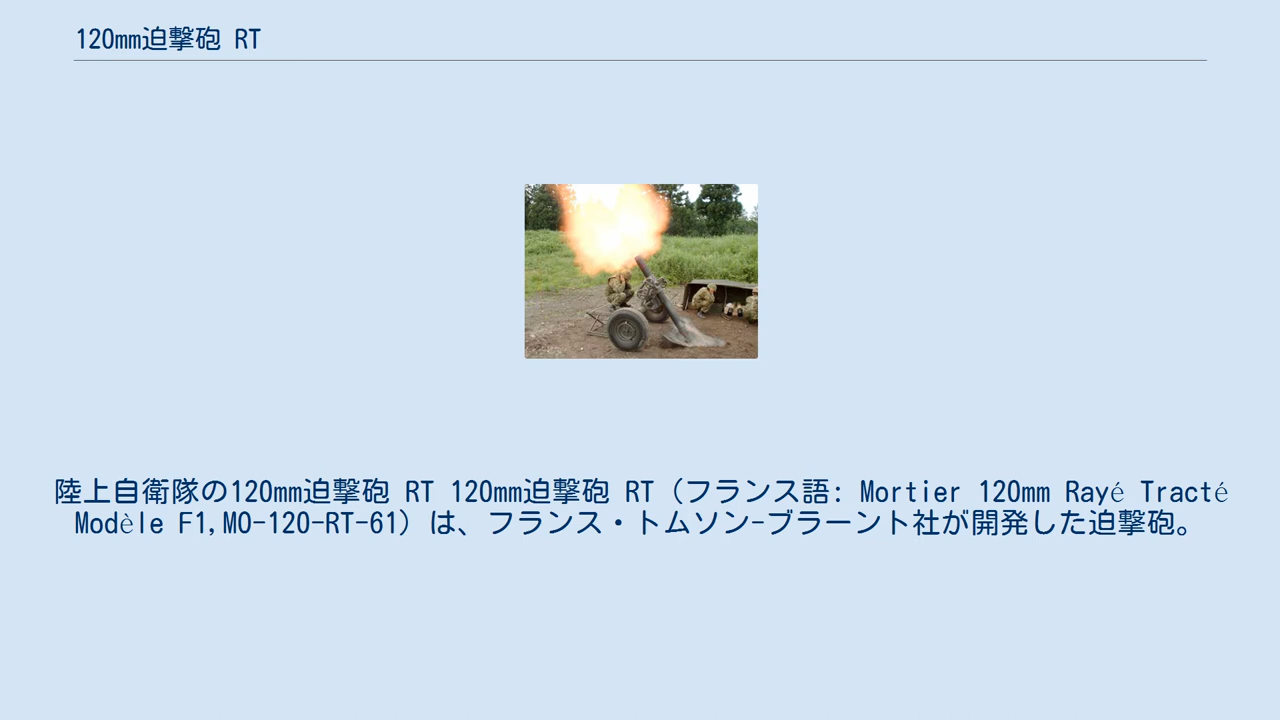 120mm迫撃砲 RT
陸上自衛隊の120mm迫撃砲 RT 120mm迫撃砲 RT（フランス語: Mortier 120mm Rayé Tracté
Modèle F1,MO-120-RT-61）は、フランス・トムソン-ブラーント社が開発した迫撃砲。